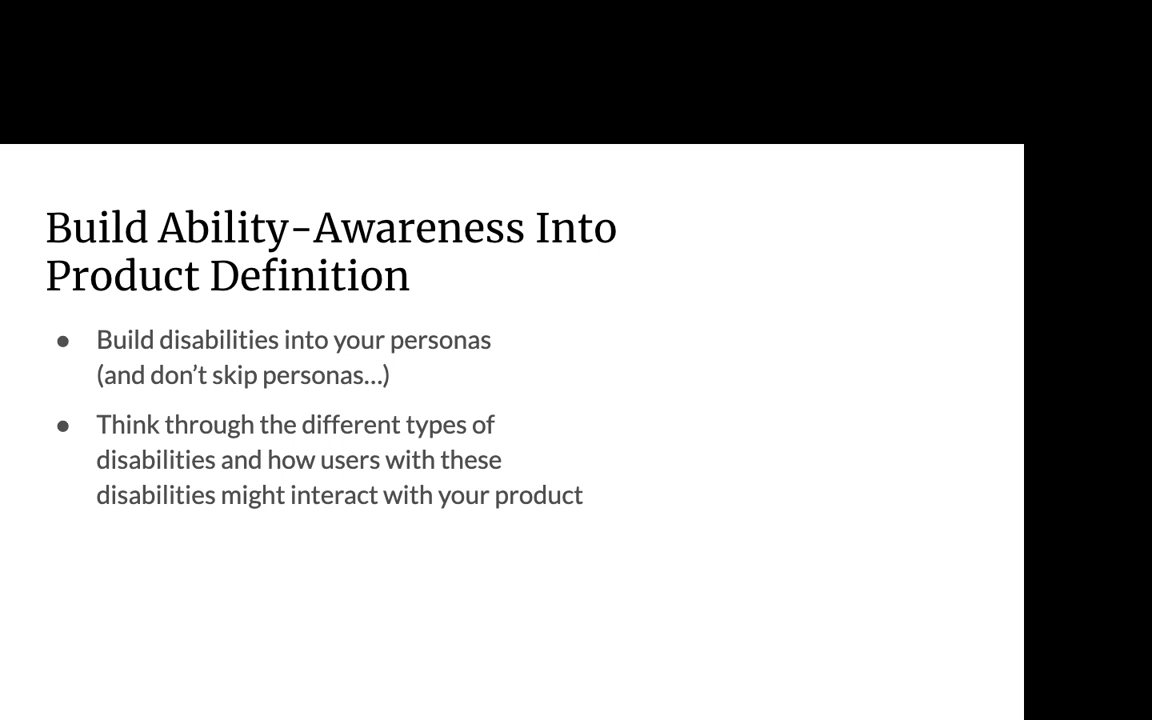 Build Ability-Awareness Into
Product Definition
● Build disabilities into your personas
(and don’t skip personas...)
● Think through the different types of
disabilities and how users with these
disabilities might interact with your product